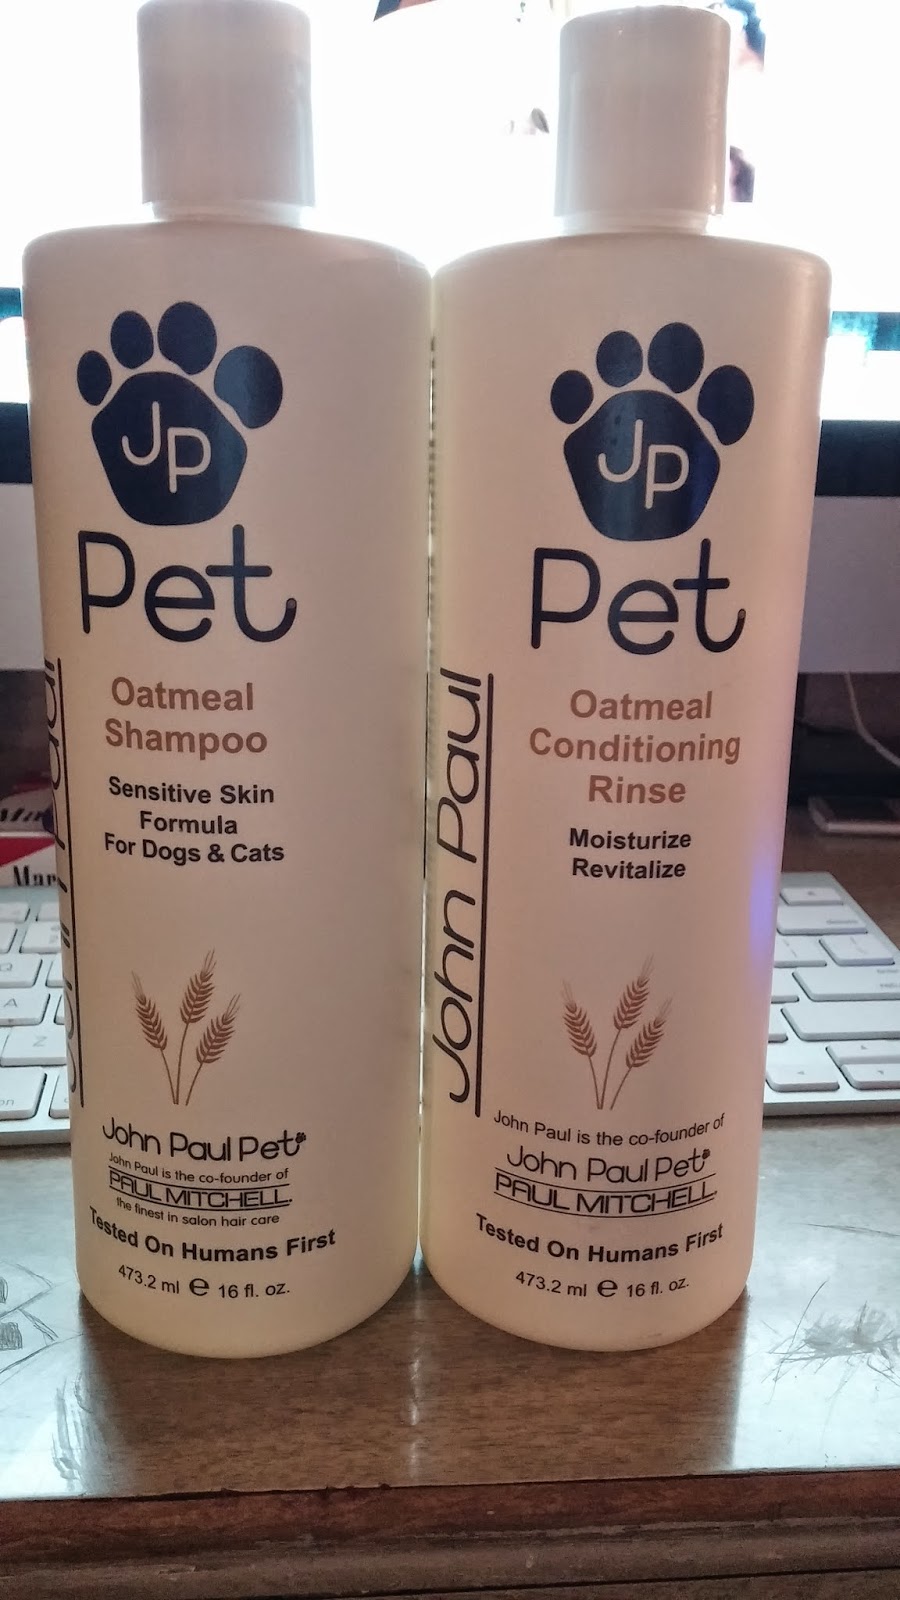 JP
Pet
Oatmeal
Shampoo
Sensitive Skin
Formula
For Dogs & Cats
John Paul Pet
John Paul is the co-founder of
PAUL MITCHELL®
the finest in salon hair care
Tested On Humans First
473.2 ml ℮ 16 fl. oz.
John Paul
JP
Pet
Oatmeal
Conditioning
Rinse
Moisturize
Revitalize
John Paul
John Paul is the co-founder of
John Paul Pet
PAUL MITCHELL®
Tested On Humans First
473.2 ml ℮ 16 fl. oz.
A
Z
Q